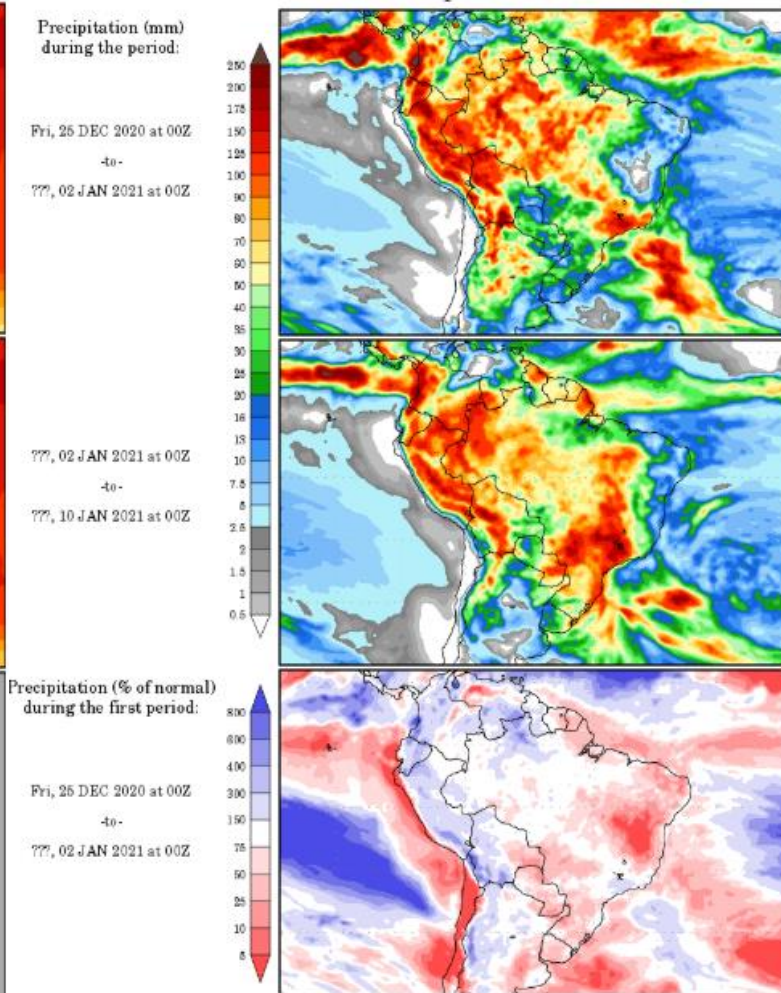 Precipitation (mm)
during the period:
Fri, 25 DEC 2020 at 00Z
-to-
???, 02 JAN 2021 at 00Z
250
200
175
150
125
100
90
80
70
60
50
40
35
30
25
20
16
13
10
7.5
5
2.5
2
1.5
1
0.5
???, 02 JAN 2021 at 00Z
-to-
???, 10 JAN 2021 at 00Z
Precipitation (% of normal)
during the first period:
Fri, 25 DEC 2020 at 00Z
-to-
???, 02 JAN 2021 at 00Z
800
600
400
300
150
75
50
25
10
5